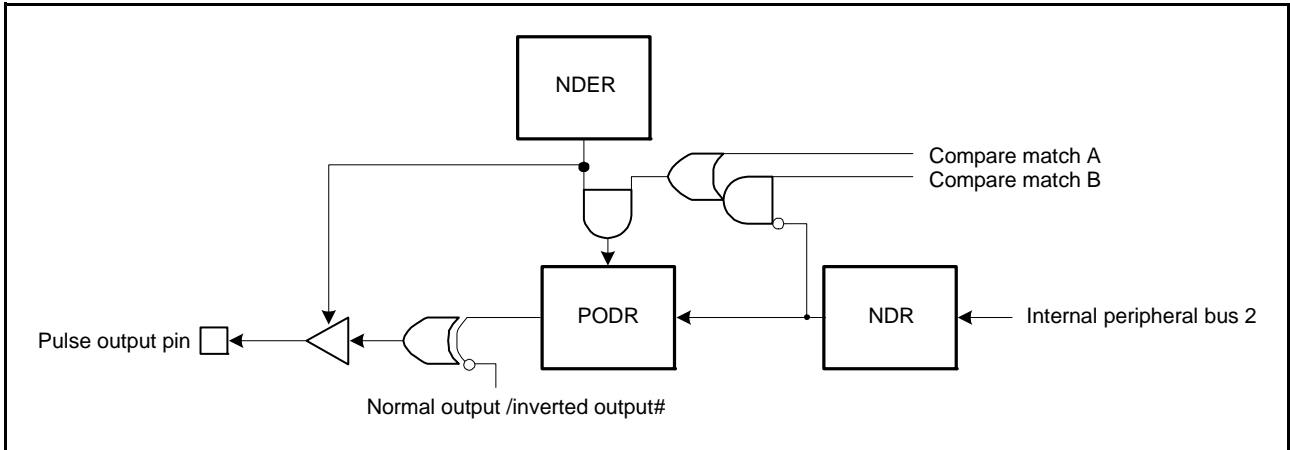 NDER
Compare match A
Compare match B
PODR
NDR
Internal peripheral bus 2
Pulse output pin
Normal output /inverted output#